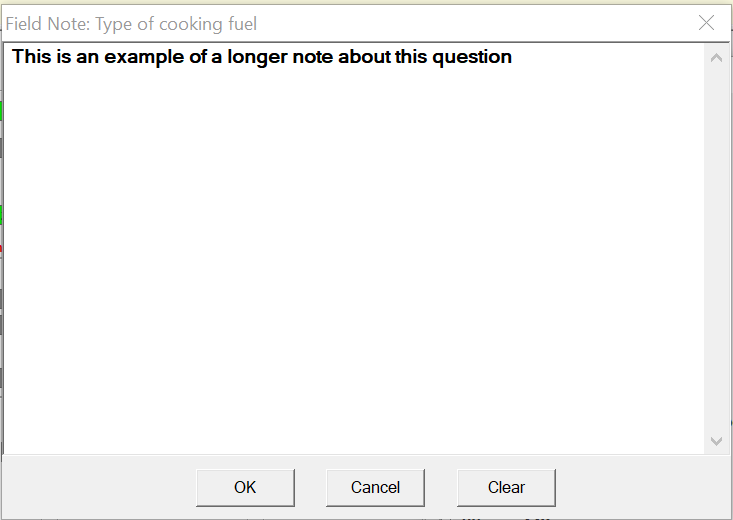 Field Note: Type of cooking fuel
This is an example of a longer note about this question
OK
Cancel
Clear